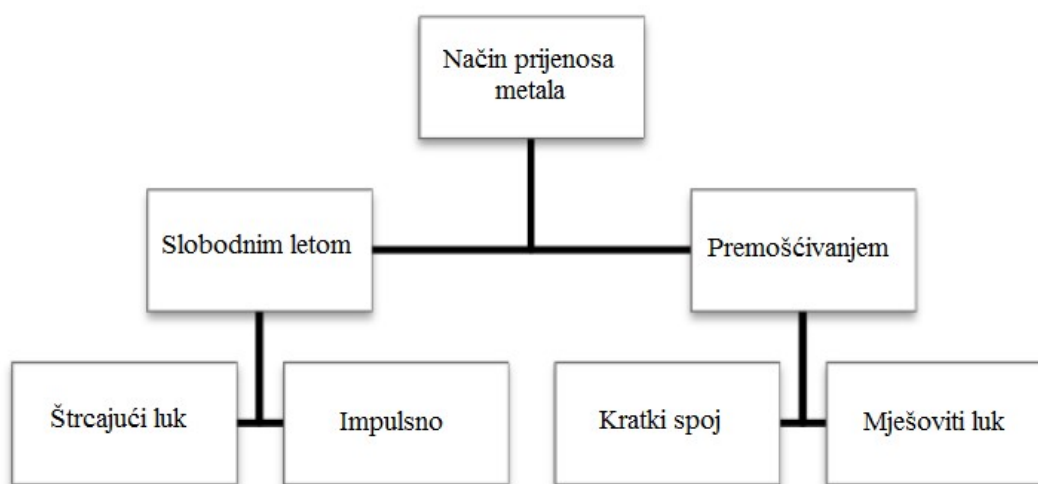 Način prijenosa
metala
Slobodnim letom
Premošćivanjem
Štrcajući luk
Impulsno
Kratki spoj
Mješoviti luk